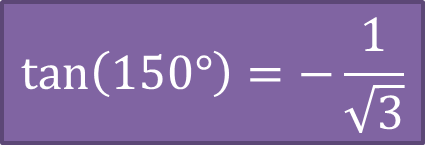 tan(150°) = −1/√3